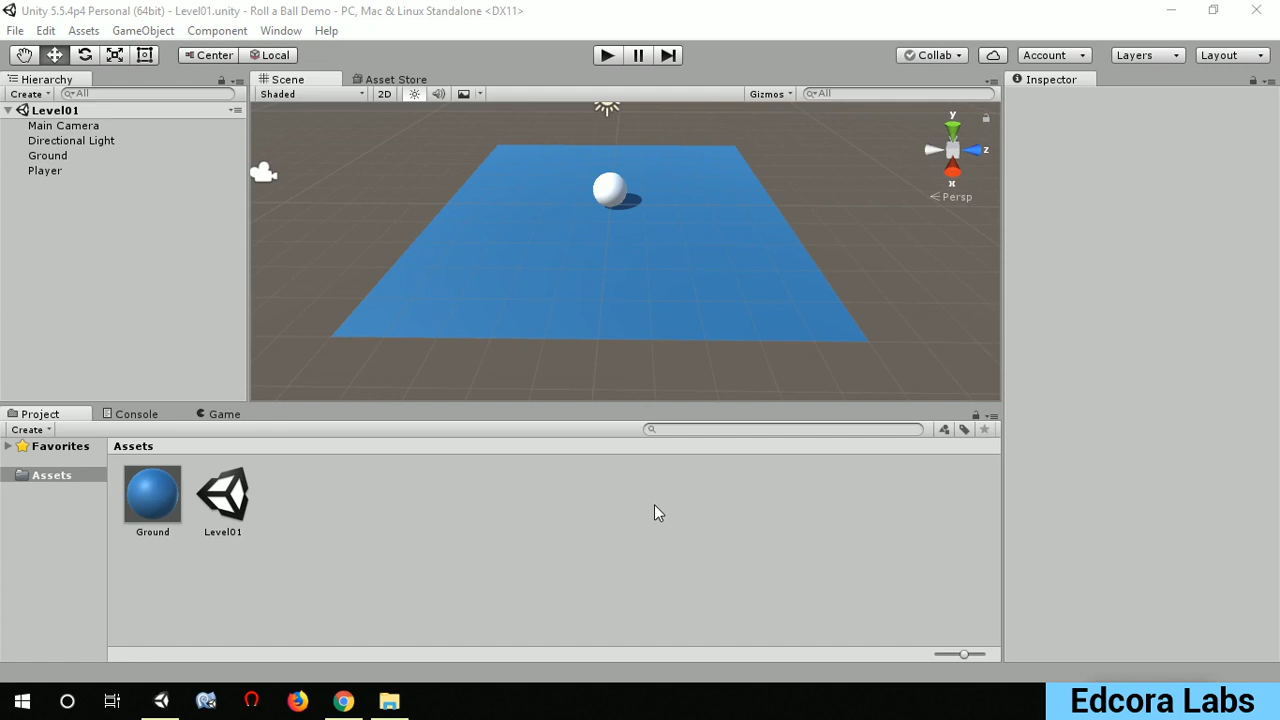 Unity 5.5.4p4 Personal (64bit) - Level01.unity - Roll a Ball Demo - PC, Mac & Linux Standalone <DX11>
File Edit Assets GameObject Component Window Help
Center Local Collab Account Layers Layout
Hierarchy Scene Asset Store Inspector
Create All Shaded 2D Gizmos All
Level01
Main Camera
Directional Light
Ground
Player
y
z
x
Persp
Project Console Game
Create
Favorites Assets
Assets
Ground Level01
Edcora Labs